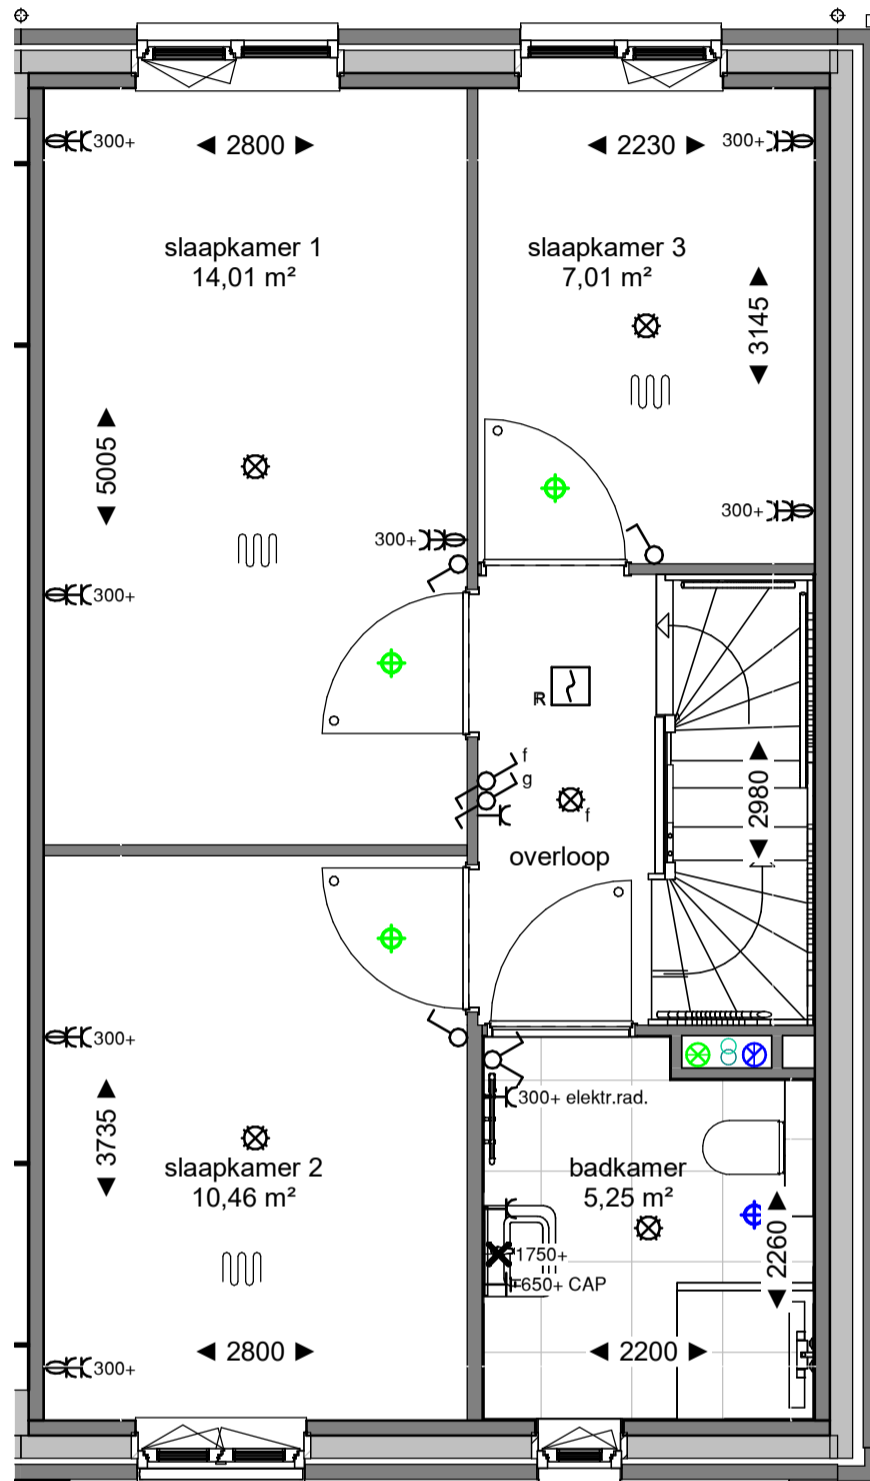 300+
2800
2230
300+
slaapkamer 1
14,01 m²
slaapkamer 3
7,01 m²
3145
5005
300+
300+
300+
R
f
g
f
2980
overloop
300+
300+ elektr.rad.
3735
slaapkamer 2
10,46 m²
badkamer
5,25 m²
2260
1750+
650+ CAP
300+
2800
2200